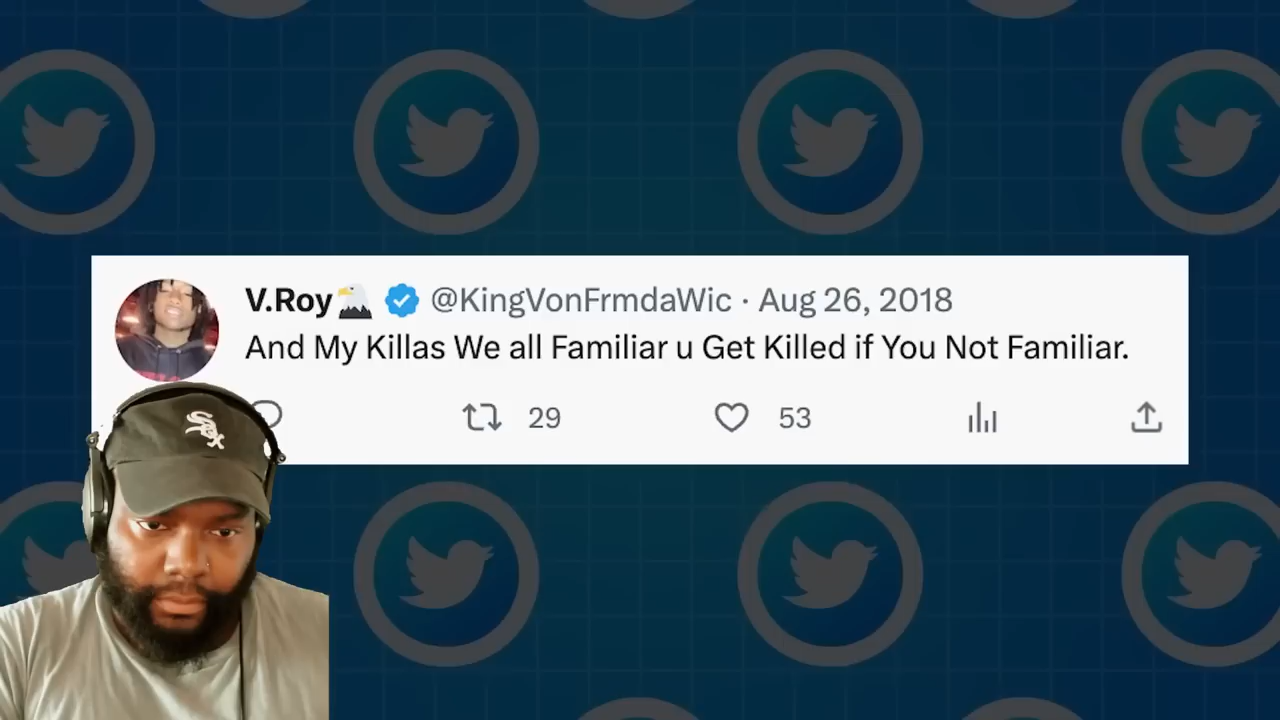 V.Roy🦅 @KingVonFrmdaWic · Aug 26, 2018
And My Killas We all Familiar u Get Killed if You Not Familiar.
29 53
Sox